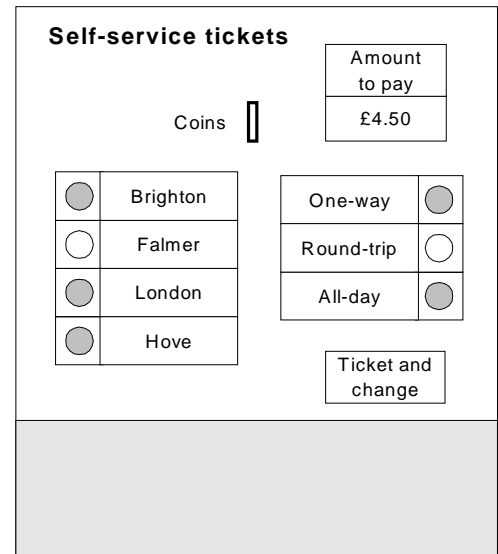 Self-service tickets
Amount
to pay
£4.50
Coins
Brighton
Falmer
London
Hove
One-way
Round-trip
All-day
Ticket and
change